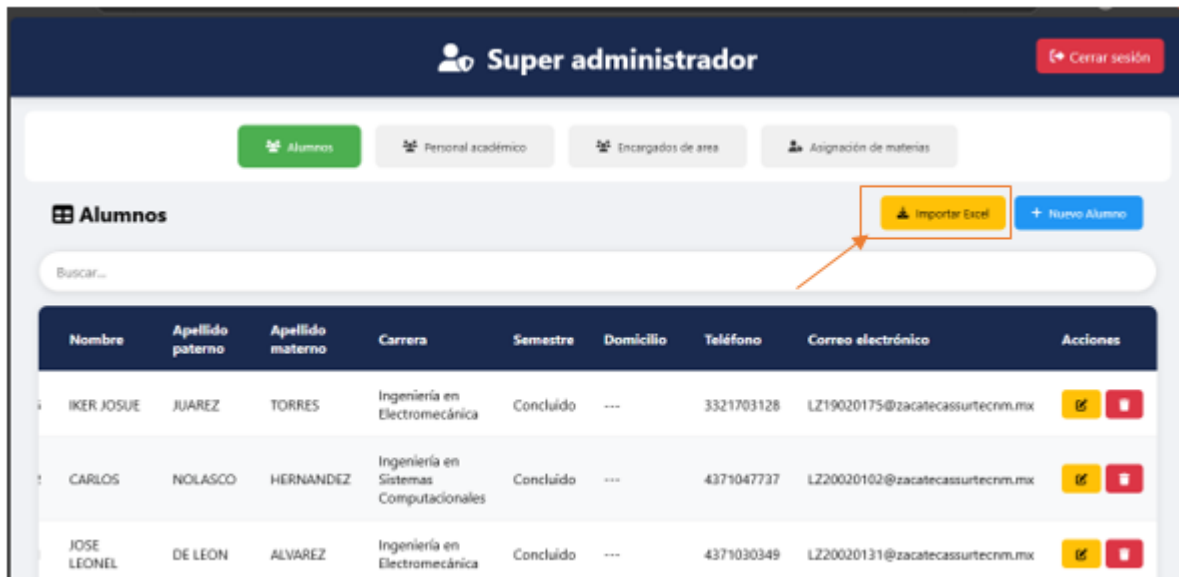 Super administrador
Cerrar sesión
Alumnos
Personal académico
Encargados de area
Asignación de materias
Alumnos
Importar Excel
+ Nuevo Alumno
Buscar...
Nombre Apellido paterno Apellido materno Carrera Semestre Domicilio Teléfono Correo electrónico Acciones
IKER JOSUE JUAREZ TORRES Ingeniería en Electromecánica Concluido --- 3321703128 LZ19020175@zacatecassurtecnm.mx
CARLOS NOLASCO HERNANDEZ Ingeniería en Sistemas Computacionales Concluido --- 4371047737 LZ20020102@zacatecassurtecnm.mx
JOSE LEONEL DE LEON ALVAREZ Ingeniería en Electromecánica Concluido --- 4371030349 LZ20020131@zacatecassurtecnm.mx